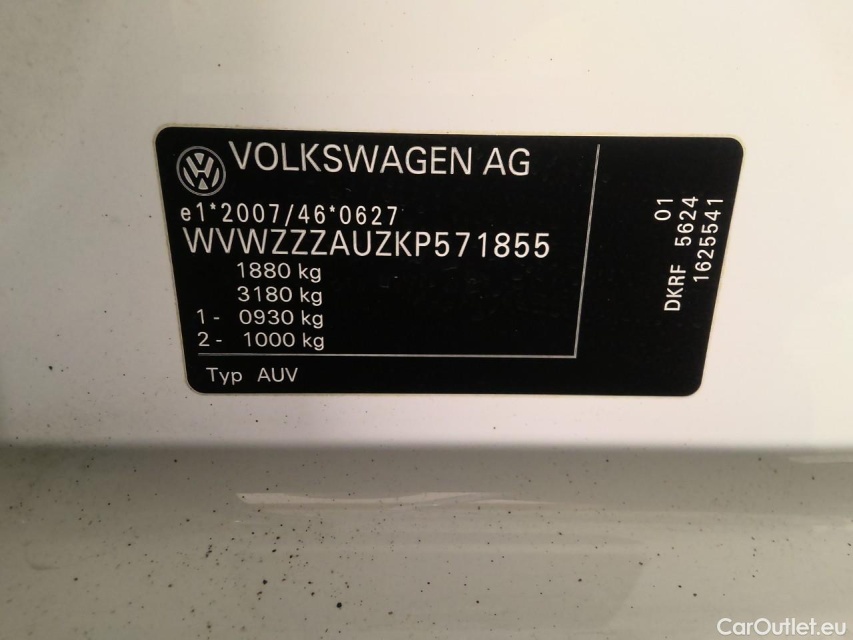 VOLKSWAGEN AG
e1*2007/46*0627
WVWZZZAUZKP571855
1880 kg
3180 kg
1- 0930 kg
2- 1000 kg
Typ AUV
01
DKRF 5624
1625541
CarOutlet.eu